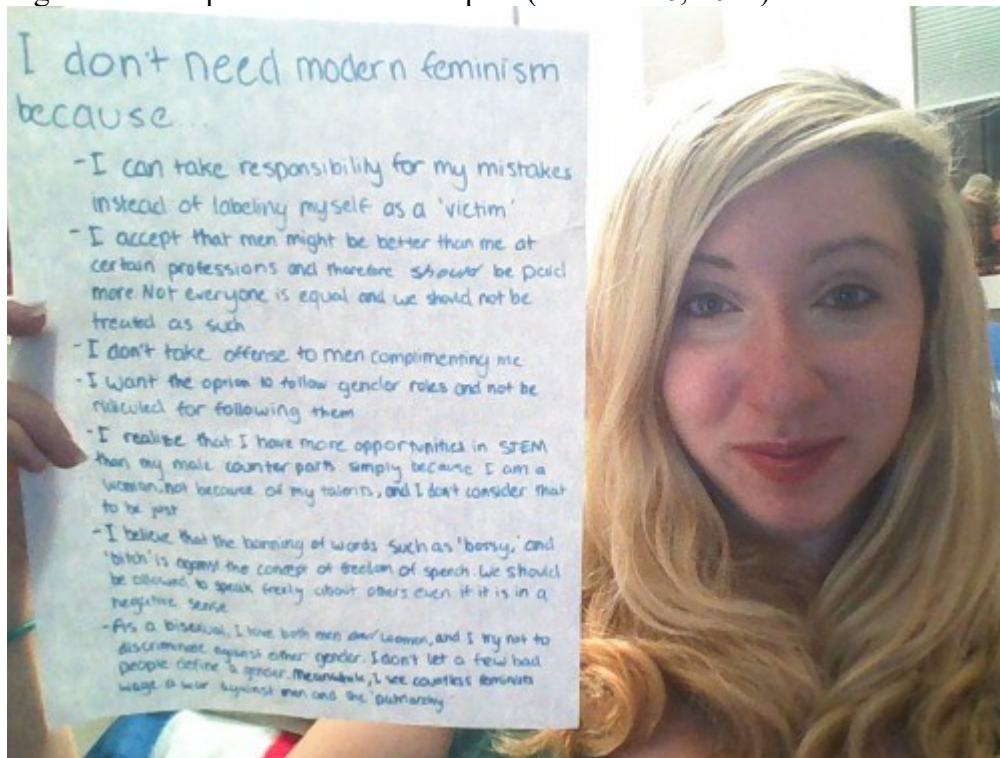 I don't need modern feminism
because...
- I can take responsibility for my mistakes
instead of labeling myself as a 'victim'
- I accept that men might be better than me at
certain professions and therefore should be paid
more. Not everyone is equal and we should not be
treated as such
- I don't take offense to men complimenting me
- I want the option to follow gender roles and not be
ridiculed for following them
- I realize that I have more opportunities in STEM
than my male counter parts simply because I am a
woman, not because of my talents, and I don't consider that
to be just
- I believe that the banning of words such as 'bossy,' and
'bitch' is against the concept of freedom of speech. We should
be allowed to speak freely about others even if it is in a
negative sense
- As a bisexual, I love both men and women, and I try not to
discriminate against either gender. I don't let a few bad
people define a gender. Meanwhile, I see countless feminists
wage a war against men and the 'patriarchy'